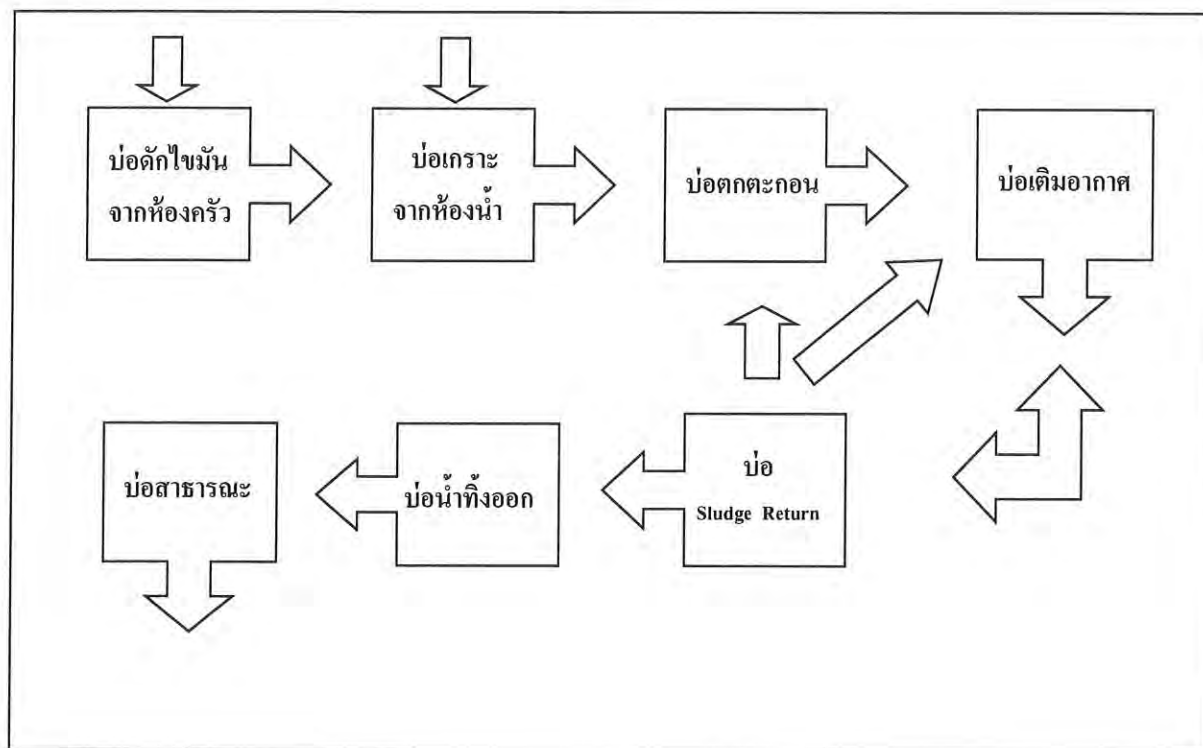 บ่อดักไขมัน
จากห้องครัว
บ่อเกราะ
จากห้องน้ำ
บ่อตกตะกอน
บ่อเติมอากาศ
บ่อสาธารณะ
บ่อน้ำทิ้งออก
บ่อ
Sludge Return